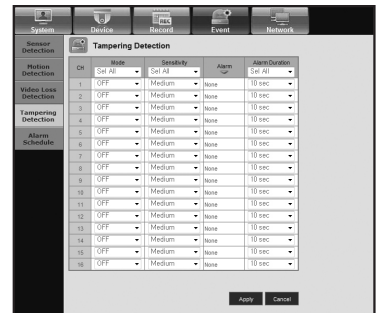 System Device Record Event Network
REC
Sensor Detection
Motion Detection
Video Loss Detection
Tampering Detection
Alarm Schedule
Tampering Detection
CH Mode Sensitivity Alarm Alarm Duration
Sel All Sel All Sel All
1 OFF Medium None 10 sec
2 OFF Medium None 10 sec
3 OFF Medium None 10 sec
4 OFF Medium None 10 sec
5 OFF Medium None 10 sec
6 OFF Medium None 10 sec
7 OFF Medium None 10 sec
8 OFF Medium None 10 sec
9 OFF Medium None 10 sec
10 OFF Medium None 10 sec
11 OFF Medium None 10 sec
12 OFF Medium None 10 sec
13 OFF Medium None 10 sec
14 OFF Medium None 10 sec
15 OFF Medium None 10 sec
16 OFF Medium None 10 sec
Apply Cancel